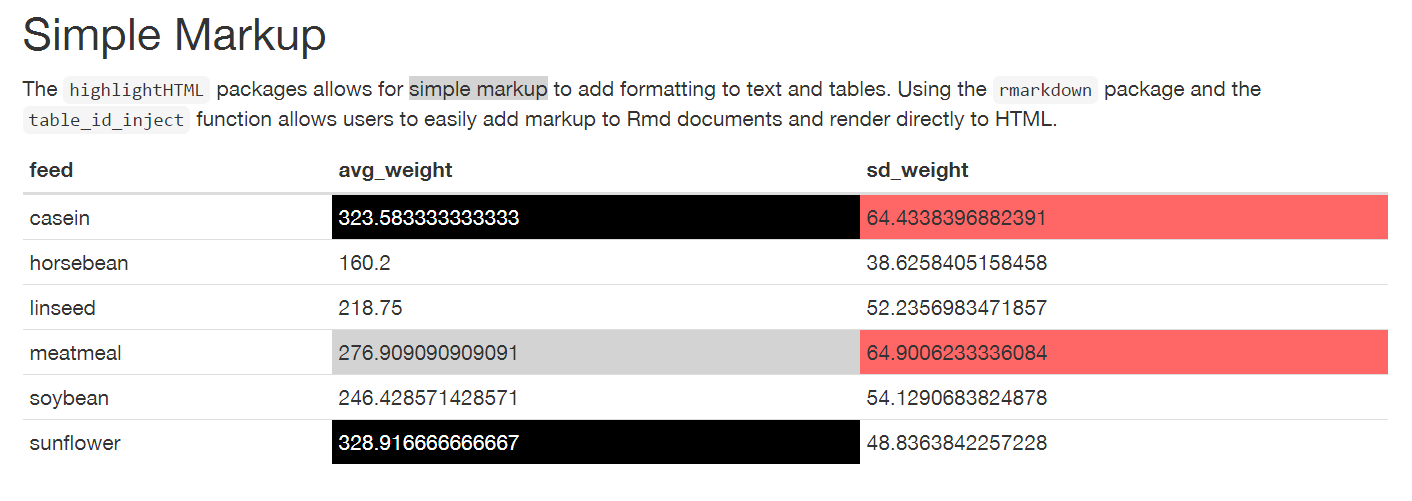 Simple Markup
The highlightHTML packages allows for simple markup to add formatting to text and tables. Using the rmarkdown package and the
table_id_inject function allows users to easily add markup to Rmd documents and render directly to HTML.
feed avg_weight sd_weight
casein 323.583333333333 64.4338396882391
horsebean 160.2 38.6258405158458
linseed 218.75 52.2356983471857
meatmeal 276.909090909091 64.9006233336084
soybean 246.428571428571 54.1290683824878
sunflower 328.916666666667 48.8363842257228